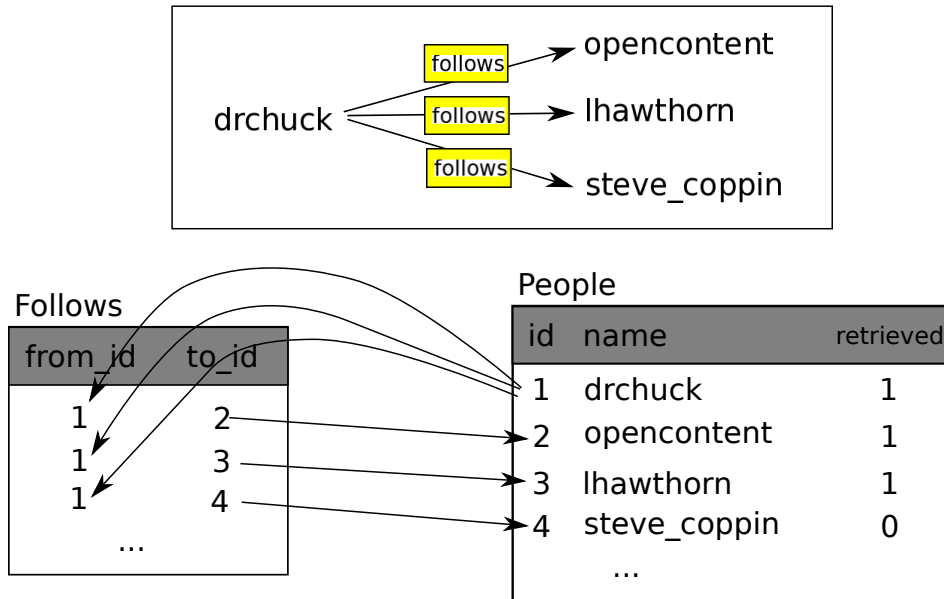 opencontent
follows
drchuck
follows
lhawthorn
follows
steve_coppin
Follows
from_id to_id
1 2
1 3
1 4
...
People
id name retrieved
1 drchuck 1
2 opencontent 1
3 lhawthorn 1
4 steve_coppin 0
...